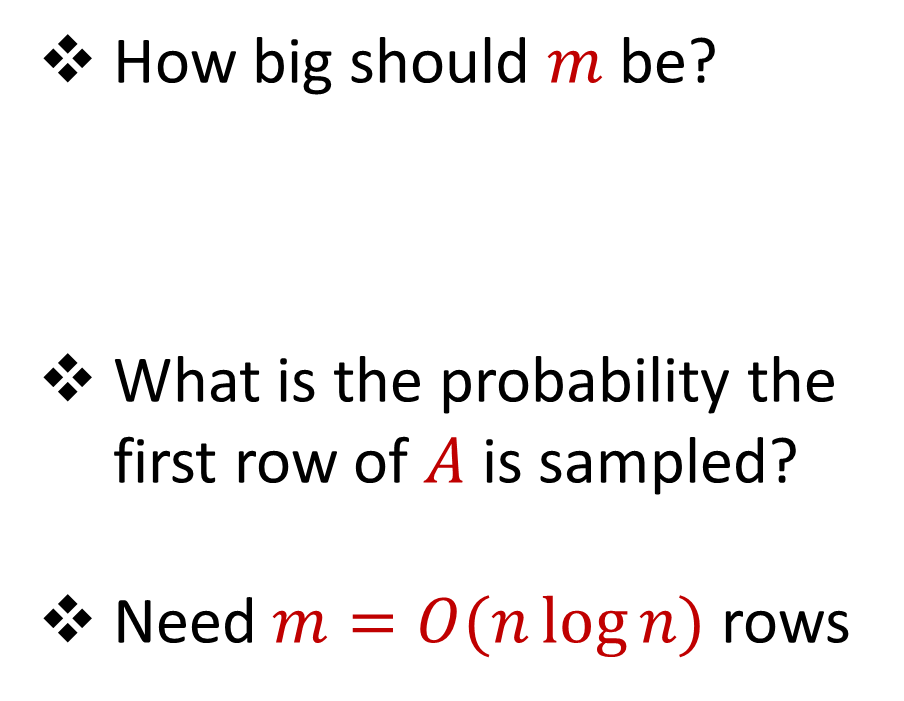 ❖ How big should m be?
❖ What is the probability the
first row of A is sampled?
❖ Need m = O(n log n) rows